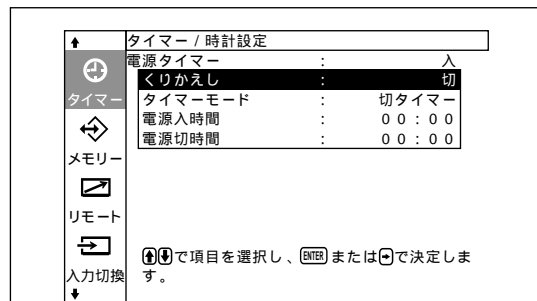 タイマー / 時計設定
電源タイマー : 入
くりかえし : 切
タイマーモード : 切タイマー
電源入時間 : 00:00
電源切時間 : 00:00
タイマー
メモリー
リモート
入力切換
で項目を選択し、ENTERまたはで決定しま
す。